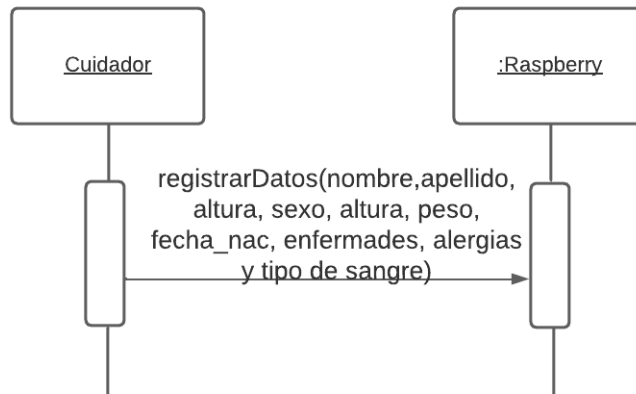 Cuidador
:Raspberry
registrarDatos(nombre,apellido,
altura, sexo, altura, peso,
fecha_nac, enfermades, alergias
y tipo de sangre)